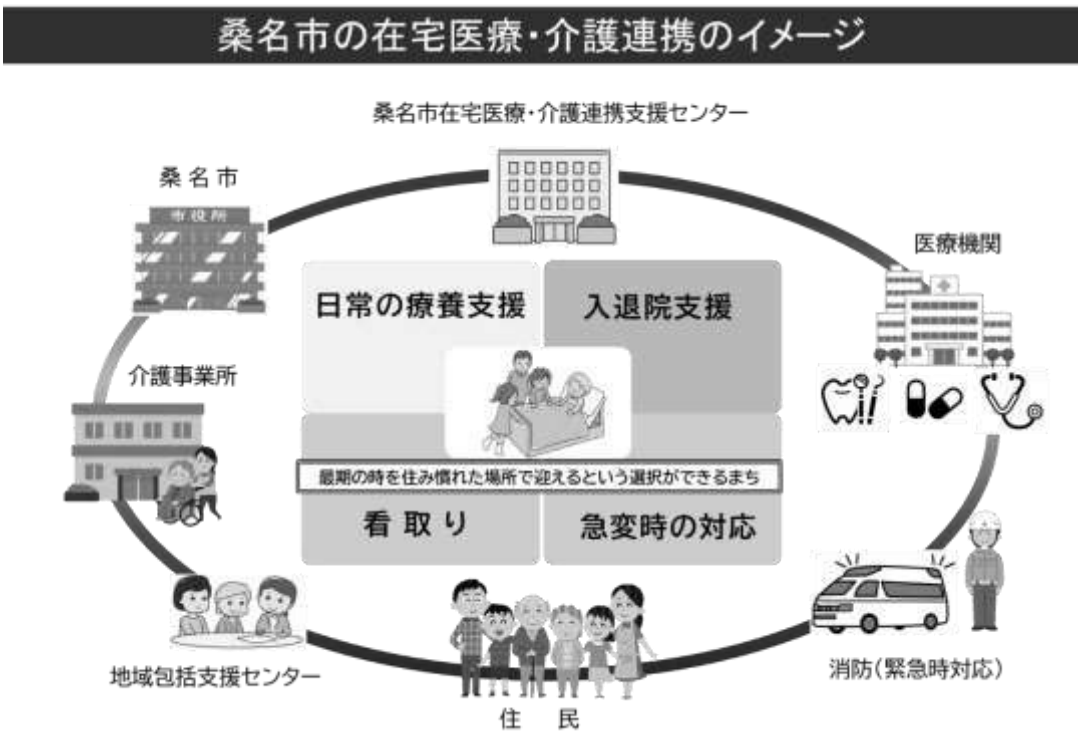 桑名市の在宅医療・介護連携のイメージ
桑名市在宅医療・介護連携支援センター
桑名市
市役所
医療機関
日常の療養支援
入退院支援
介護事業所
最期の時を住み慣れた場所で迎えるという選択ができるまち
看取り
急変時の対応
地域包括支援センター
消防(緊急時対応)
住民